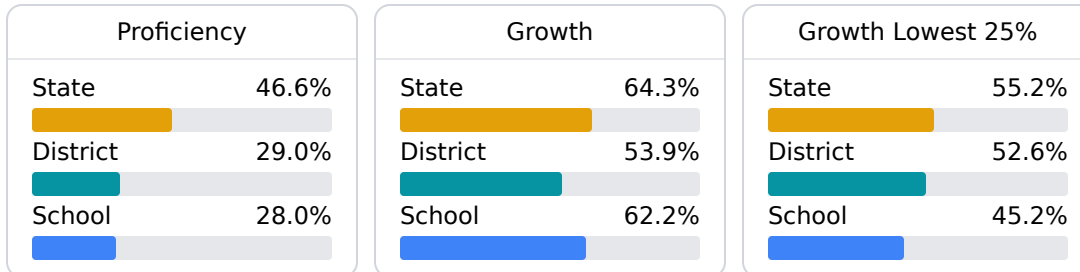 Proficiency
State 46.6%
District 29.0%
School 28.0%
Growth
State 64.3%
District 53.9%
School 62.2%
Growth Lowest 25%
State 55.2%
District 52.6%
School 45.2%